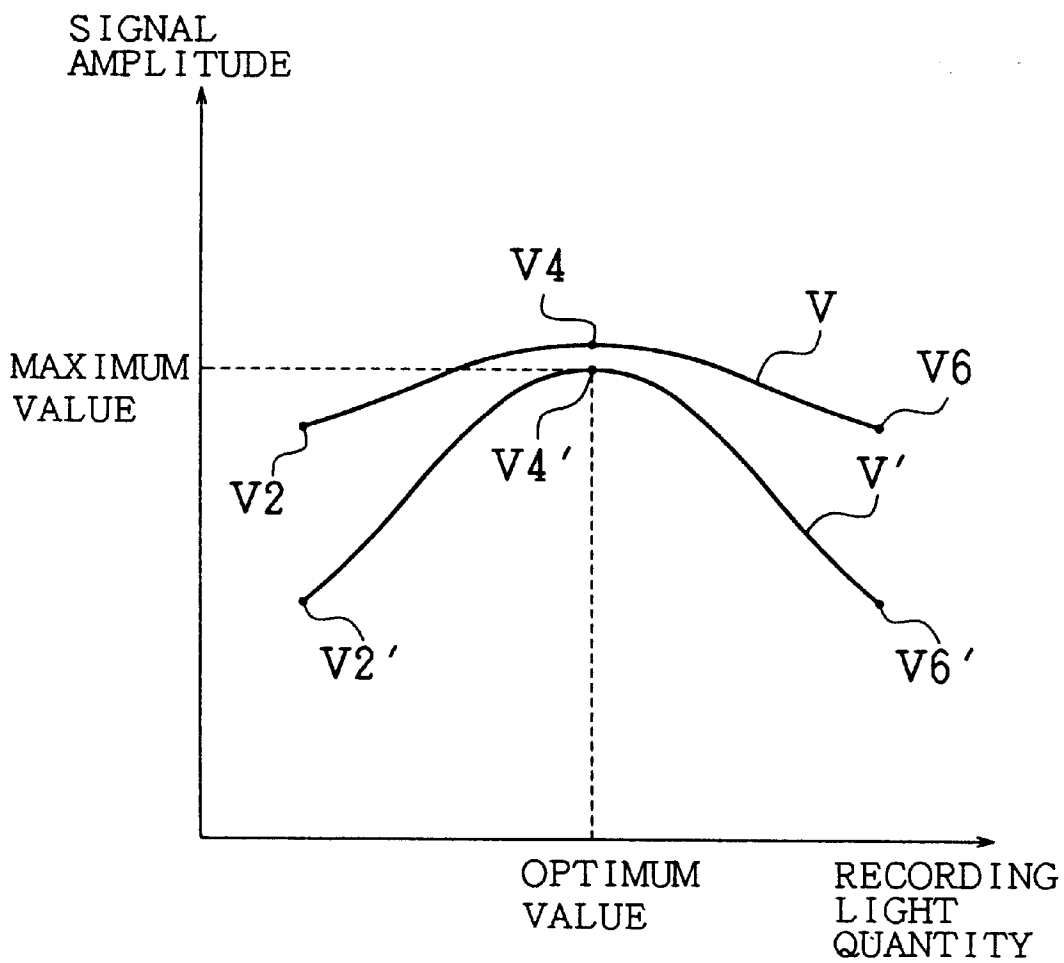 SIGNAL
AMPLITUDE
V4
V
MAXIMUM
VALUE
V6
V2
V4'
V'
V2'
V6'
OPTIMUM
VALUE
RECORDING
LIGHT
QUANTITY